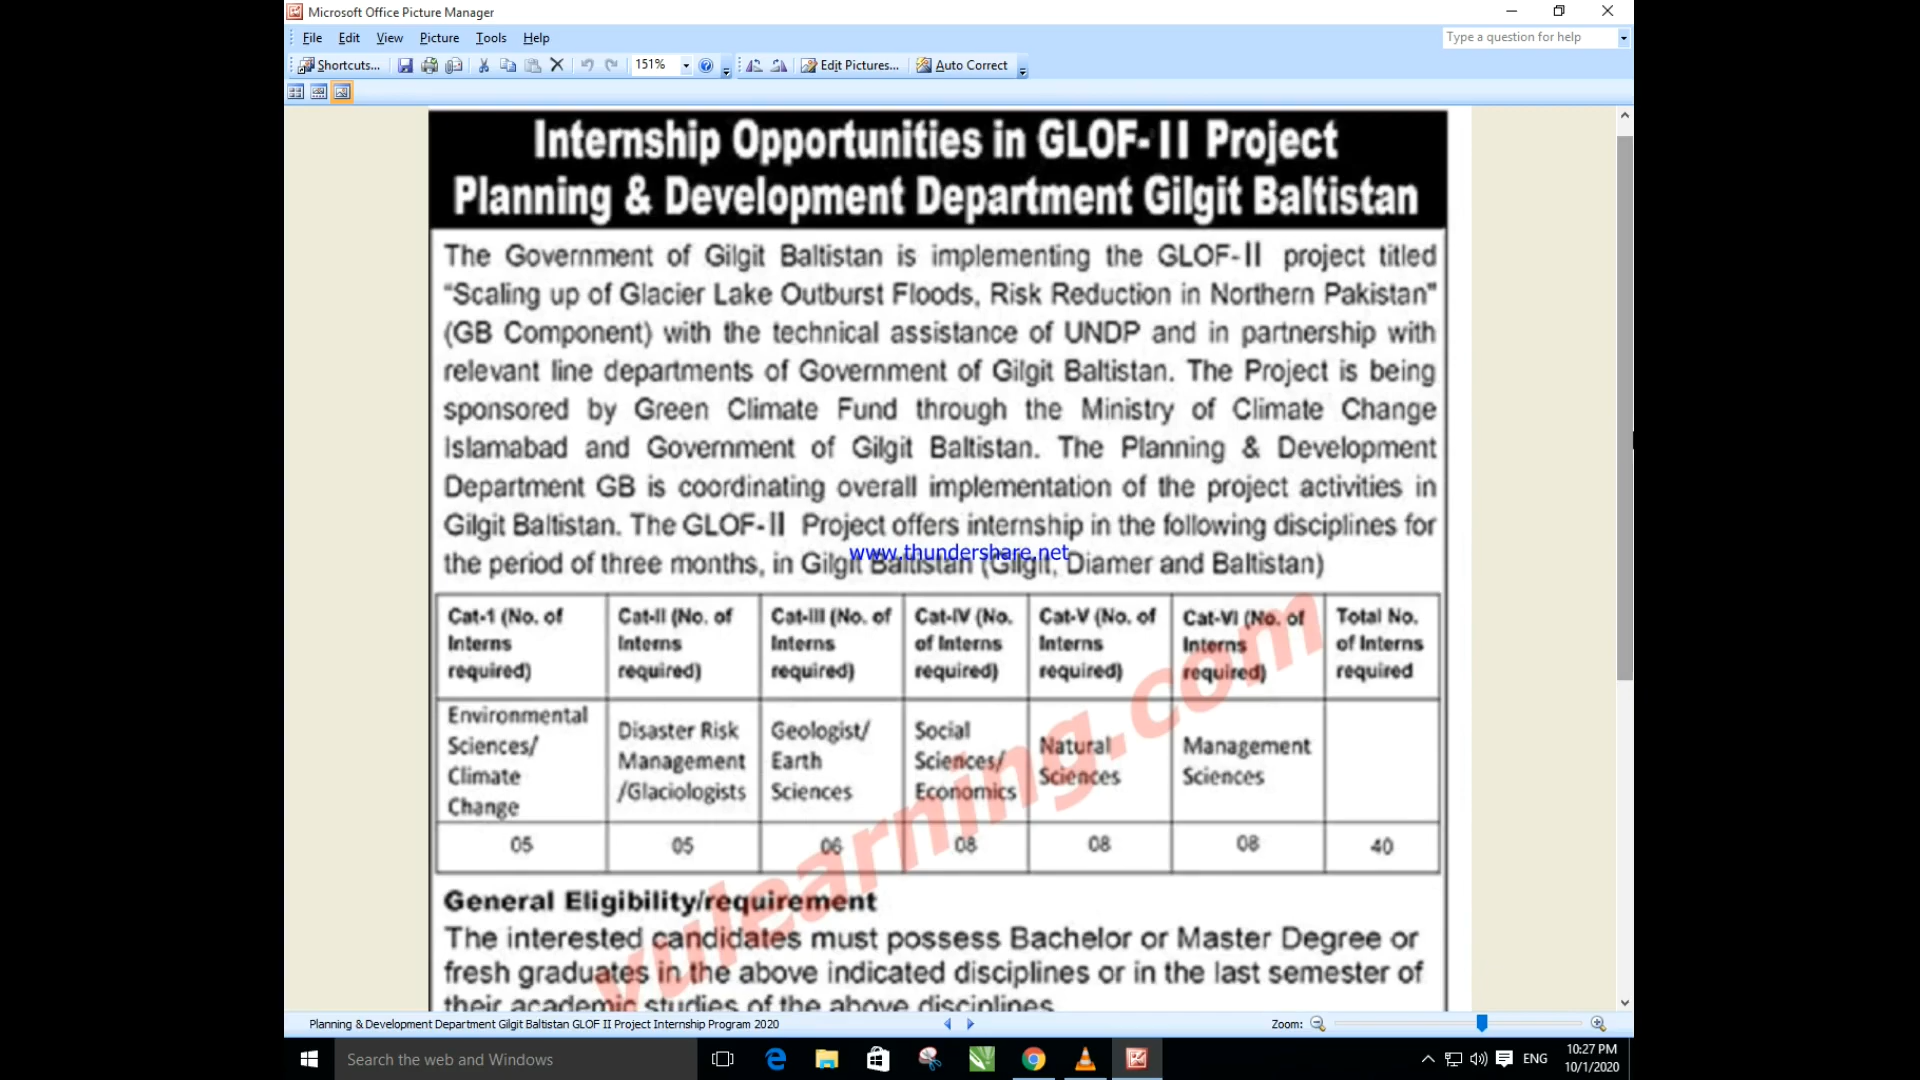 Microsoft Office Picture Manager
File Edit View Picture Tools Help
Type a question for help
Shortcuts... 151% Edit Pictures... Auto Correct
Internship Opportunities in GLOF-II Project
Planning & Development Department Gilgit Baltistan
The Government of Gilgit Baltistan is implementing the GLOF-II project titled
“Scaling up of Glacier Lake Outburst Floods, Risk Reduction in Northern Pakistan"
(GB Component) with the technical assistance of UNDP and in partnership with
relevant line departments of Government of Gilgit Baltistan. The Project is being
sponsored by Green Climate Fund through the Ministry of Climate Change
Islamabad and Government of Gilgit Baltistan. The Planning & Development
Department GB is coordinating overall implementation of the project activities in
Gilgit Baltistan. The GLOF-II Project offers internship in the following disciplines for
www.thundershare.net
the period of three months, in Gilgit Baltistan (Gilgit, Diamer and Baltistan)
Cat-1 (No. of Interns required)
Cat-II (No. of Interns required)
Cat-III (No. of Interns required)
Cat-IV (No. of Interns required)
Cat-V (No. of Interns required)
Cat-VI (No. of Interns required)
Total No. of Interns required
Environmental Sciences/ Climate Change
Disaster Risk Management /Glaciologists
Geologist/ Earth Sciences
Social Sciences/ Economics
Natural Sciences
Management Sciences
05 05 06 08 08 08 40
vulearning.com
General Eligibility/requirement
The interested candidates must possess Bachelor or Master Degree or
fresh graduates in the above indicated disciplines or in the last semester of
their academic studies of the above disciplines
Planning & Development Department Gilgit Baltistan GLOF II Project Internship Program 2020
Zoom:
Search the web and Windows
ENG
10:27 PM
10/1/2020